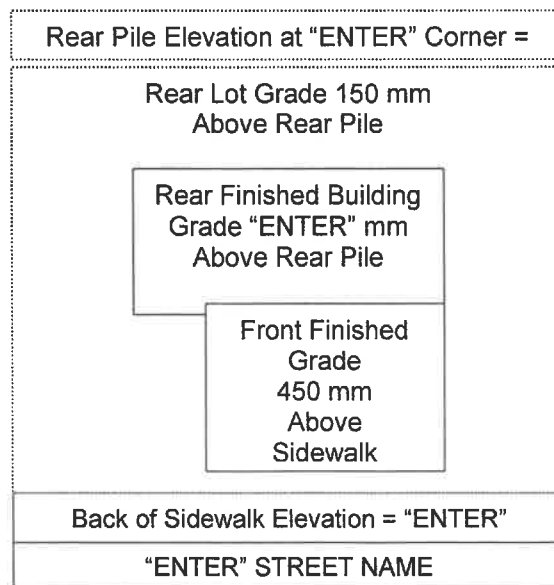 Rear Pile Elevation at “ENTER” Corner =
Rear Lot Grade 150 mm
Above Rear Pile
Rear Finished Building
Grade “ENTER” mm
Above Rear Pile
Front Finished
Grade
450 mm
Above
Sidewalk
Back of Sidewalk Elevation = “ENTER”
“ENTER” STREET NAME